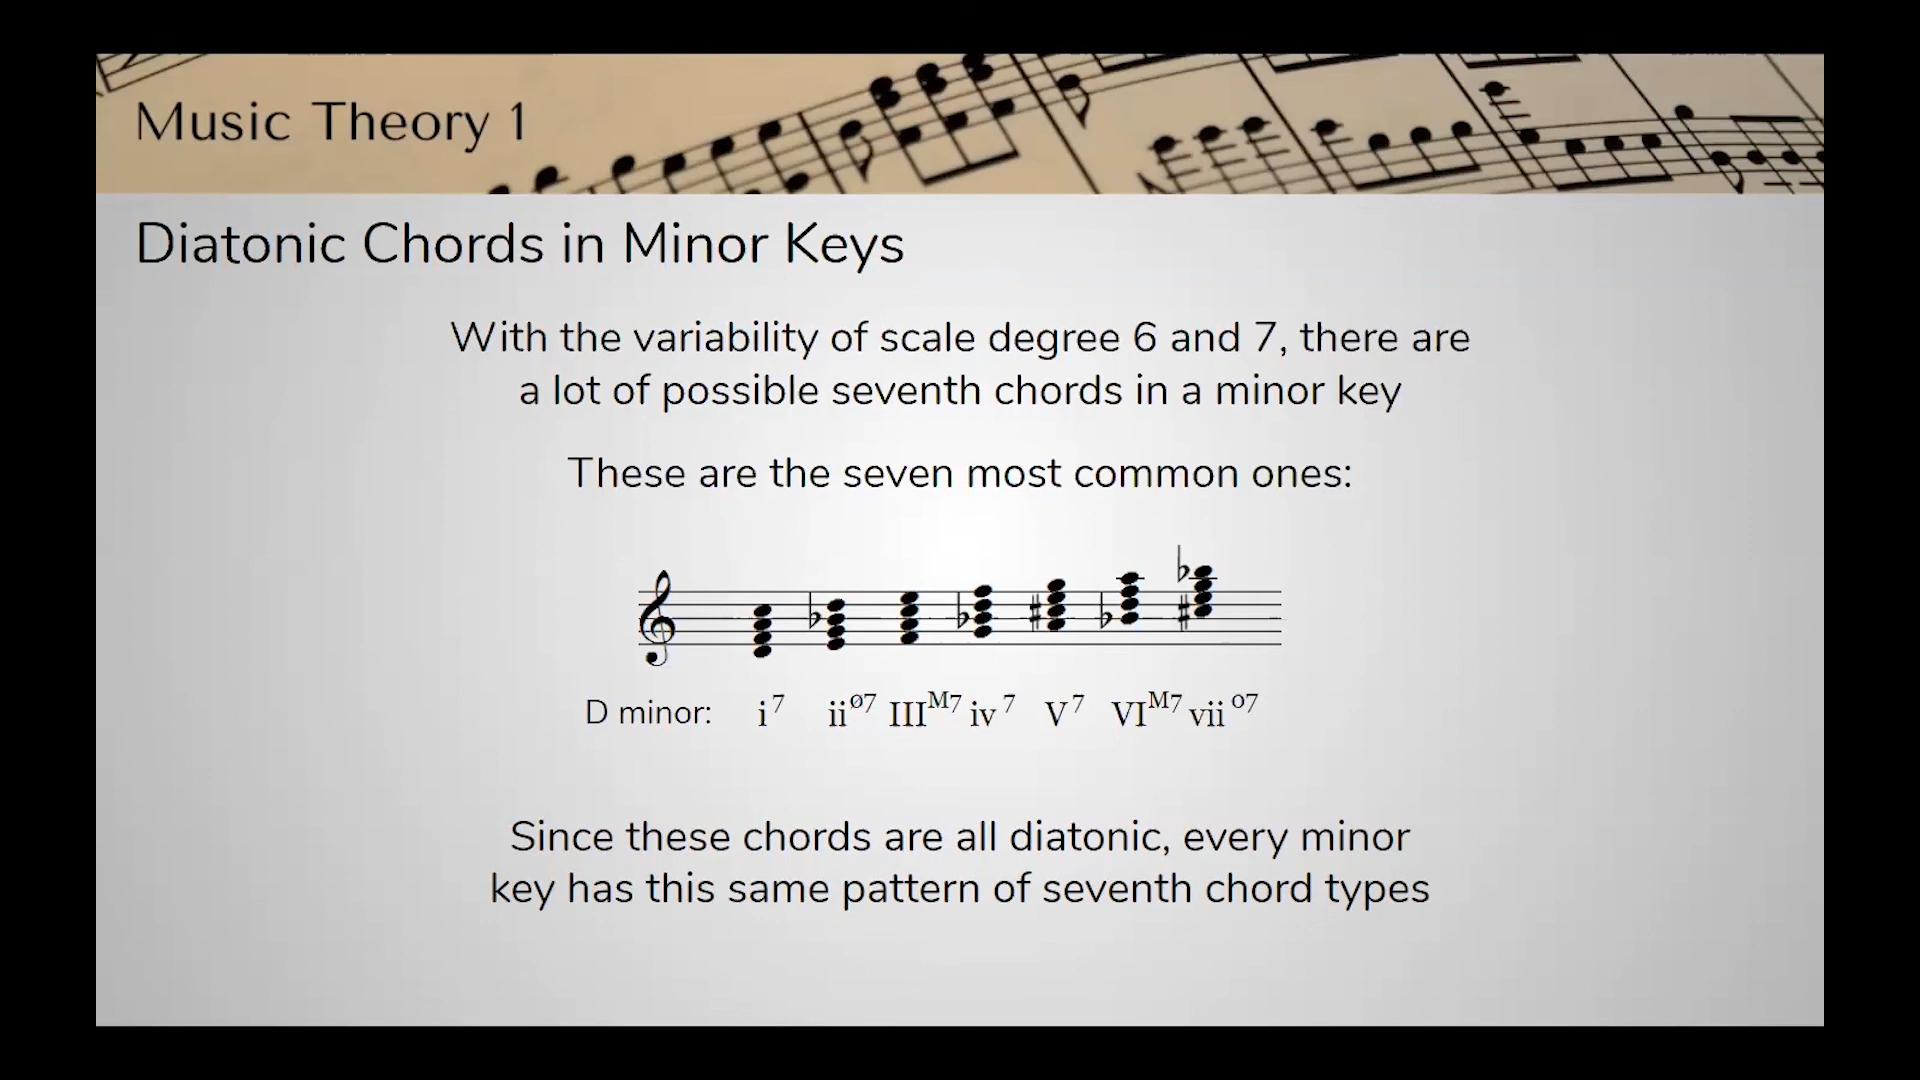 Music Theory 1
Diatonic Chords in Minor Keys
With the variability of scale degree 6 and 7, there are
a lot of possible seventh chords in a minor key
These are the seven most common ones:
D minor: i⁷ iiø⁷ IIIᴹ⁷ iv⁷ V⁷ VIᴹ⁷ viiᵒ⁷
Since these chords are all diatonic, every minor
key has this same pattern of seventh chord types